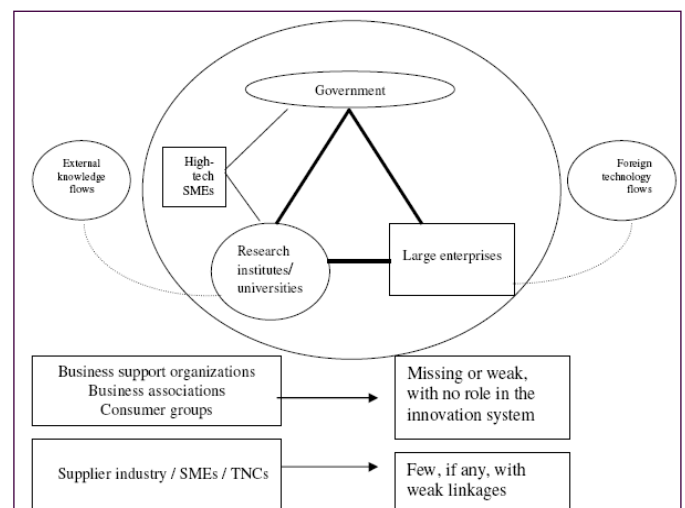 Government
External
knowledge
flows
High-
tech
SMEs
Foreign
technology
flows
Research
institutes/
universities
Large enterprises
Business support organizations
Business associations
Consumer groups
Missing or weak,
with no role in the
innovation system
Supplier industry / SMEs / TNCs
Few, if any, with
weak linkages